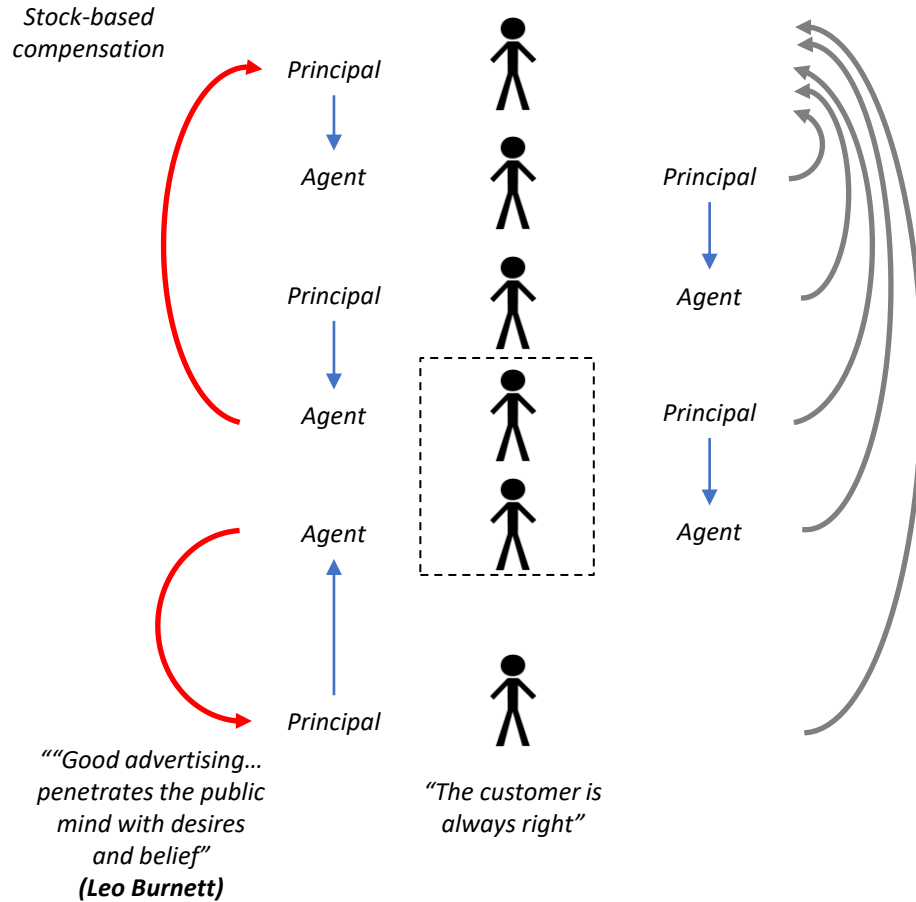 Stock-based
compensation
Principal
Agent
Principal
Principal
Agent
Agent
Principal
Agent
Agent
Agent
Principal
““Good advertising…
penetrates the public
mind with desires
and belief”
(Leo Burnett)
“The customer is
always right”